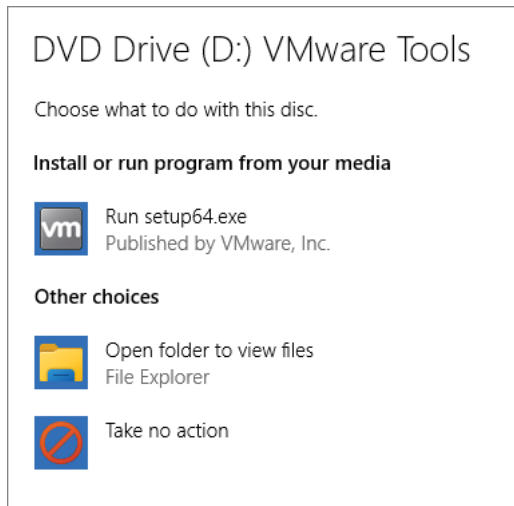 DVD Drive (D:) VMware Tools
Choose what to do with this disc.
Install or run program from your media
vm
Run setup64.exe
Published by VMware, Inc.
Other choices
Open folder to view files
File Explorer
Take no action